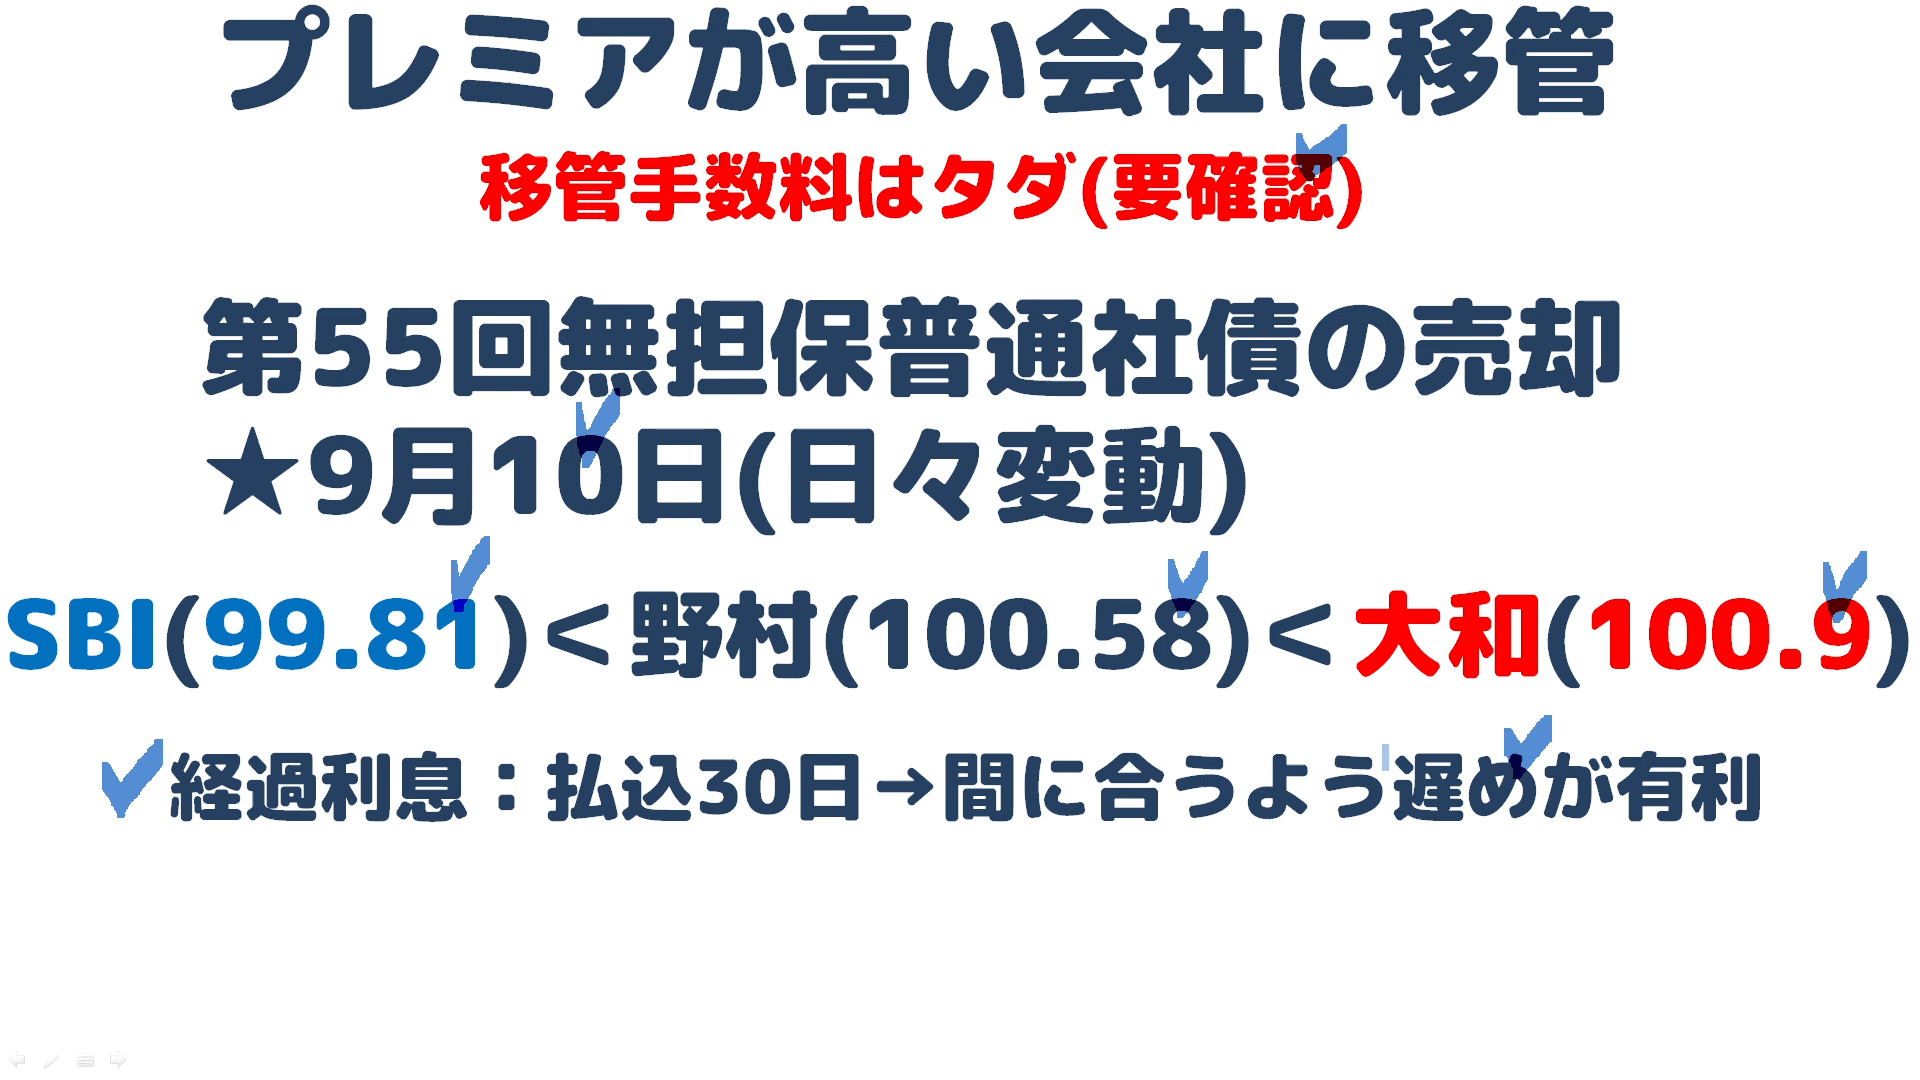 プレミアが高い会社に移管
移管手数料はタダ(要確認)
第55回無担保普通社債の売却
★9月10日(日々変動)
SBI(99.81)＜野村(100.58)＜大和(100.9)
経過利息：払込30日→間に合うよう遅めが有利